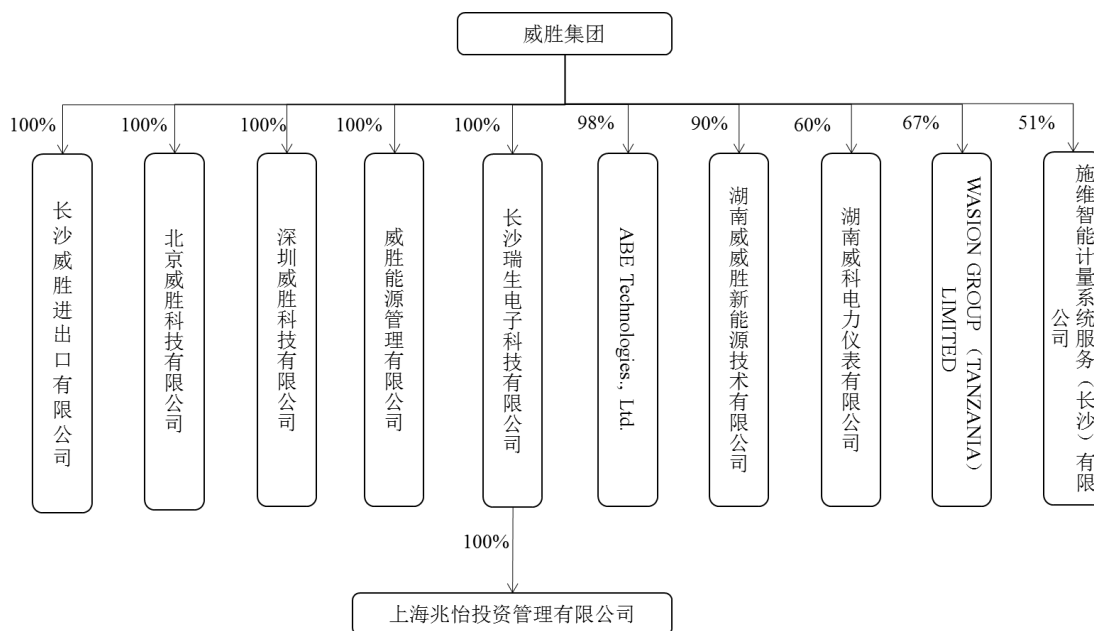 威胜集团
100%
100%
100%
100%
100%
98%
90%
60%
67%
51%
长沙威胜进出口有限公司
北京威胜科技有限公司
深圳威胜科技有限公司
威胜能源管理有限公司
长沙瑞生电子科技有限公司
ABE Technologies., Ltd.
湖南威威胜新能源技术有限公司
湖南威科电力仪表有限公司
WASION GROUP （TANZANIA）
LIMITED
施维智能计量系统服务（长沙）有限
公司
100%
上海兆怡投资管理有限公司